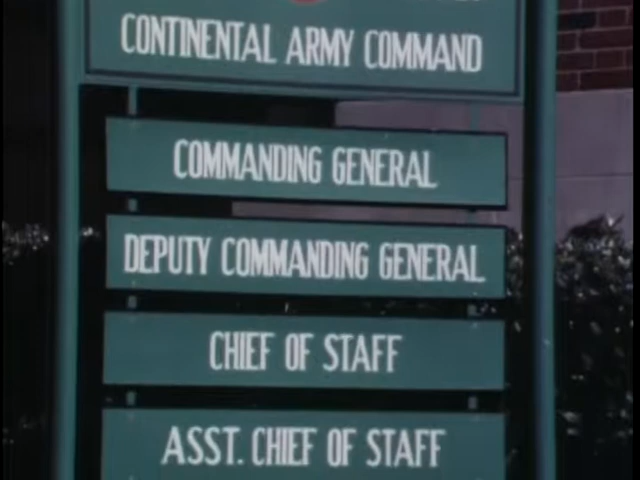 CONTINENTAL ARMY COMMAND
COMMANDING GENERAL
DEPUTY COMMANDING GENERAL
CHIEF OF STAFF
ASST. CHIEF OF STAFF